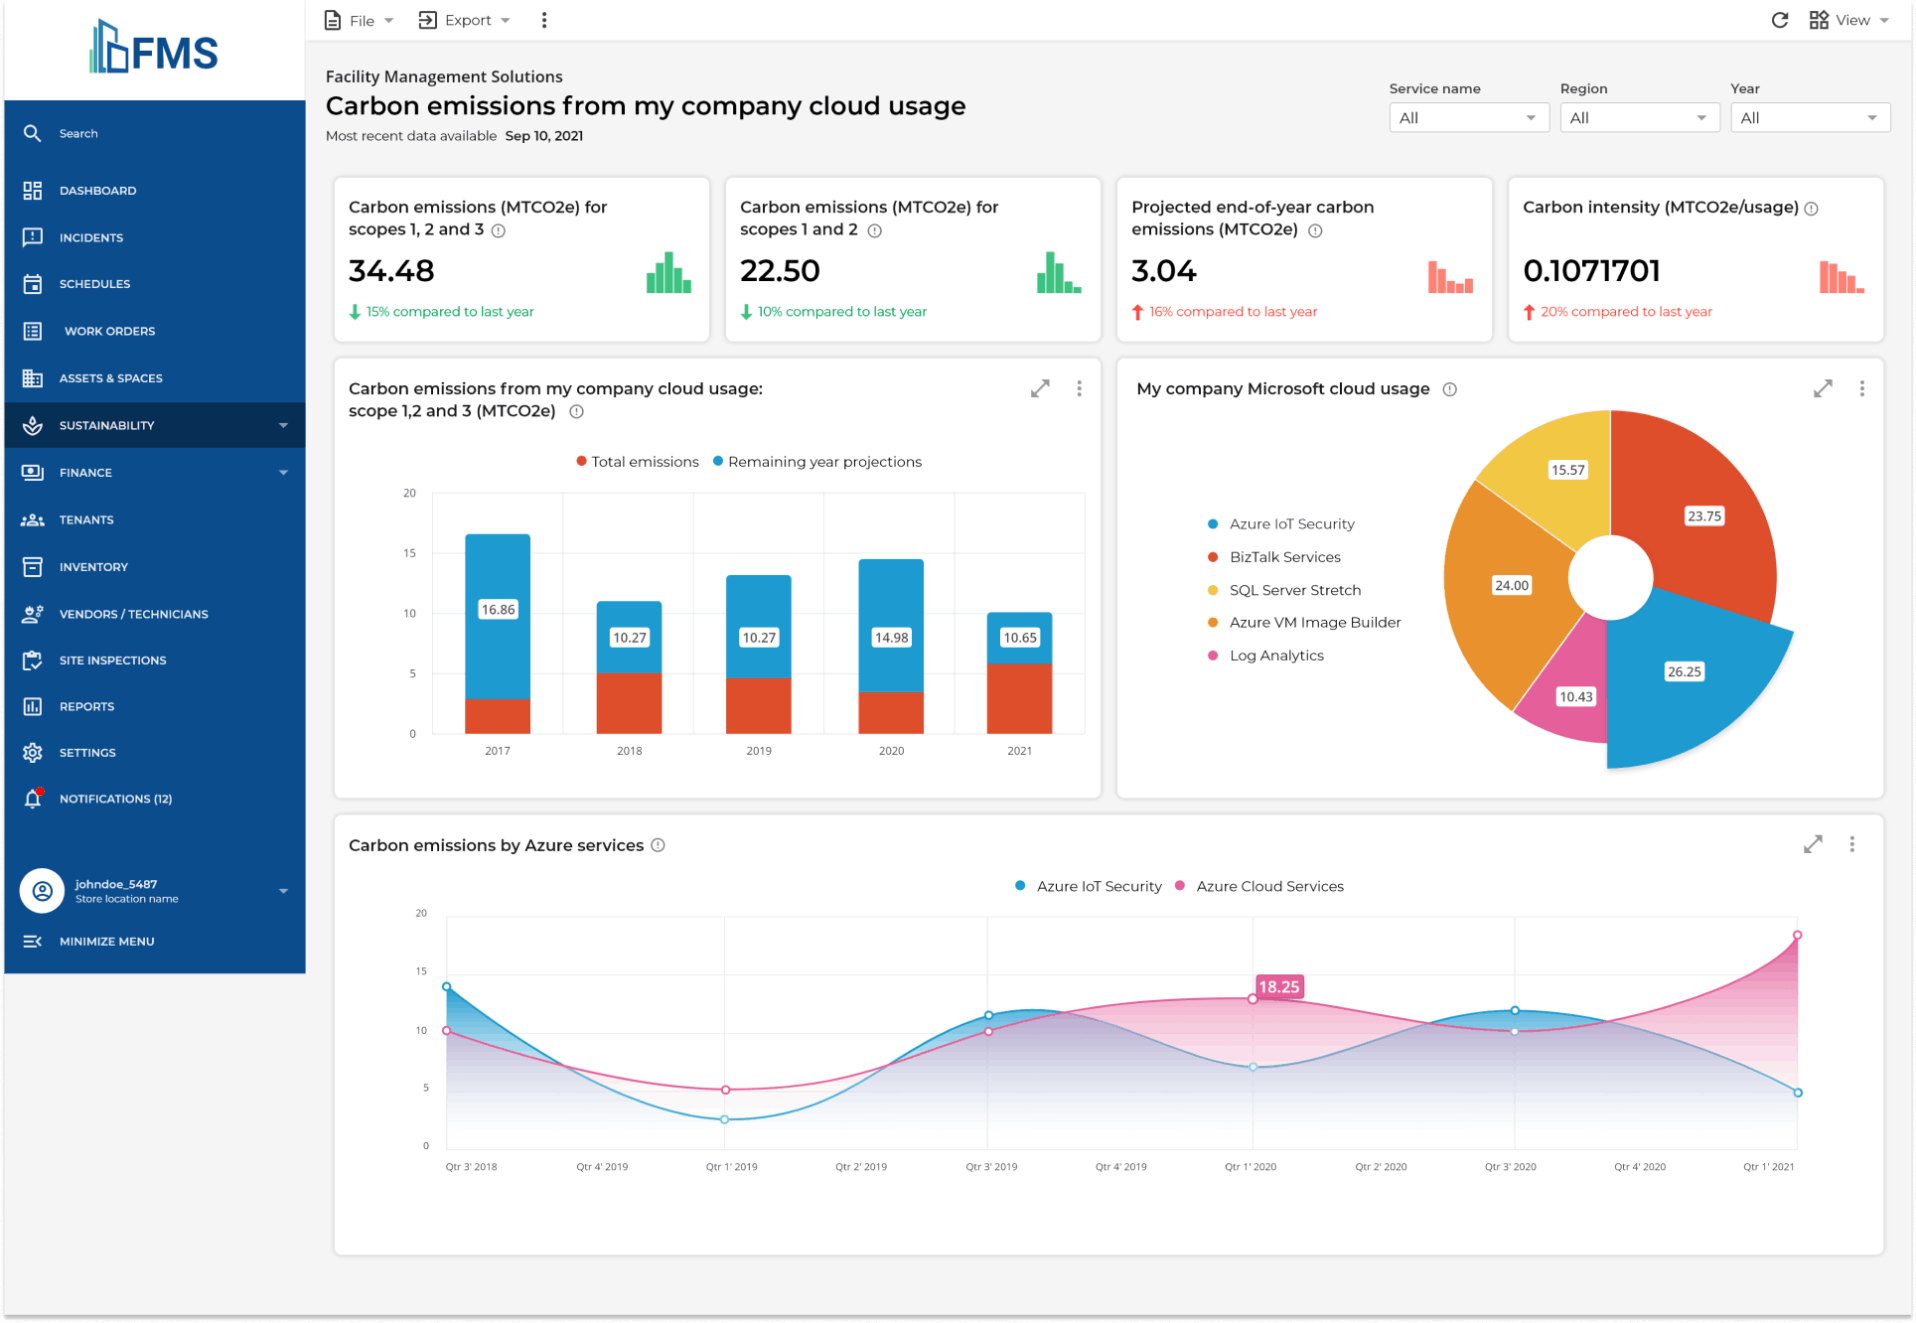 FMS
File
Export
View
Search
DASHBOARD
INCIDENTS
SCHEDULES
WORK ORDERS
ASSETS & SPACES
SUSTAINABILITY
FINANCE
TENANTS
INVENTORY
VENDORS / TECHNICIANS
SITE INSPECTIONS
REPORTS
SETTINGS
NOTIFICATIONS (12)
johndoe_5487
Store location name
MINIMIZE MENU
Facility Management Solutions
Carbon emissions from my company cloud usage
Most recent data available Sep 10, 2021
Service name
All
Region
All
Year
All
Carbon emissions (MTCO2e) for
scopes 1, 2 and 3
34.48
15% compared to last year
Carbon emissions (MTCO2e) for
scopes 1 and 2
22.50
10% compared to last year
Projected end-of-year carbon
emissions (MTCO2e)
3.04
16% compared to last year
Carbon intensity (MTCO2e/usage)
0.1071701
20% compared to last year
Carbon emissions from my company cloud usage:
scope 1,2 and 3 (MTCO2e)
Total emissions Remaining year projections
20
15
10
5
0
16.86
10.27
10.27
14.98
10.65
2017 2018 2019 2020 2021
My company Microsoft cloud usage
Azure IoT Security
BizTalk Services
SQL Server Stretch
Azure VM Image Builder
Log Analytics
15.57
23.75
24.00
26.25
10.43
Carbon emissions by Azure services
Azure IoT Security Azure Cloud Services
20
15
10
5
0
18.25
Qtr 3' 2018 Qtr 4' 2019 Qtr 1' 2019 Qtr 2' 2019 Qtr 3' 2019 Qtr 4' 2019 Qtr 1' 2020 Qtr 2' 2020 Qtr 3' 2020 Qtr 4' 2020 Qtr 1' 2021